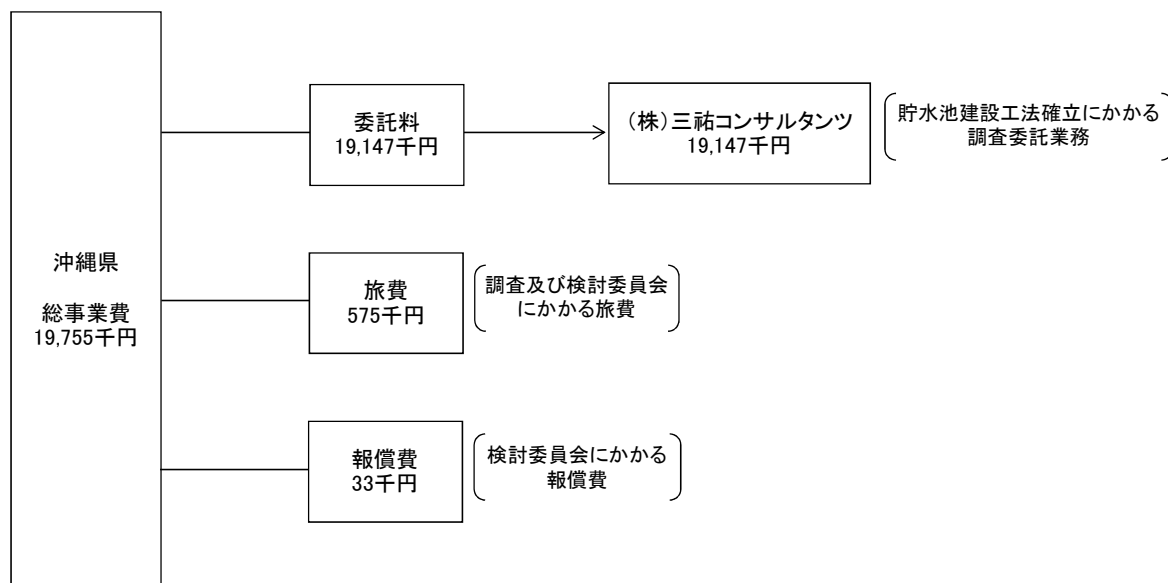 沖縄県
総事業費
19,755千円
委託料
19,147千円
(株)三祐コンサルタンツ
19,147千円
貯水池建設工法確立にかかる
調査委託業務
旅費
575千円
調査及び検討委員会
にかかる旅費
報償費
33千円
検討委員会にかかる
報償費